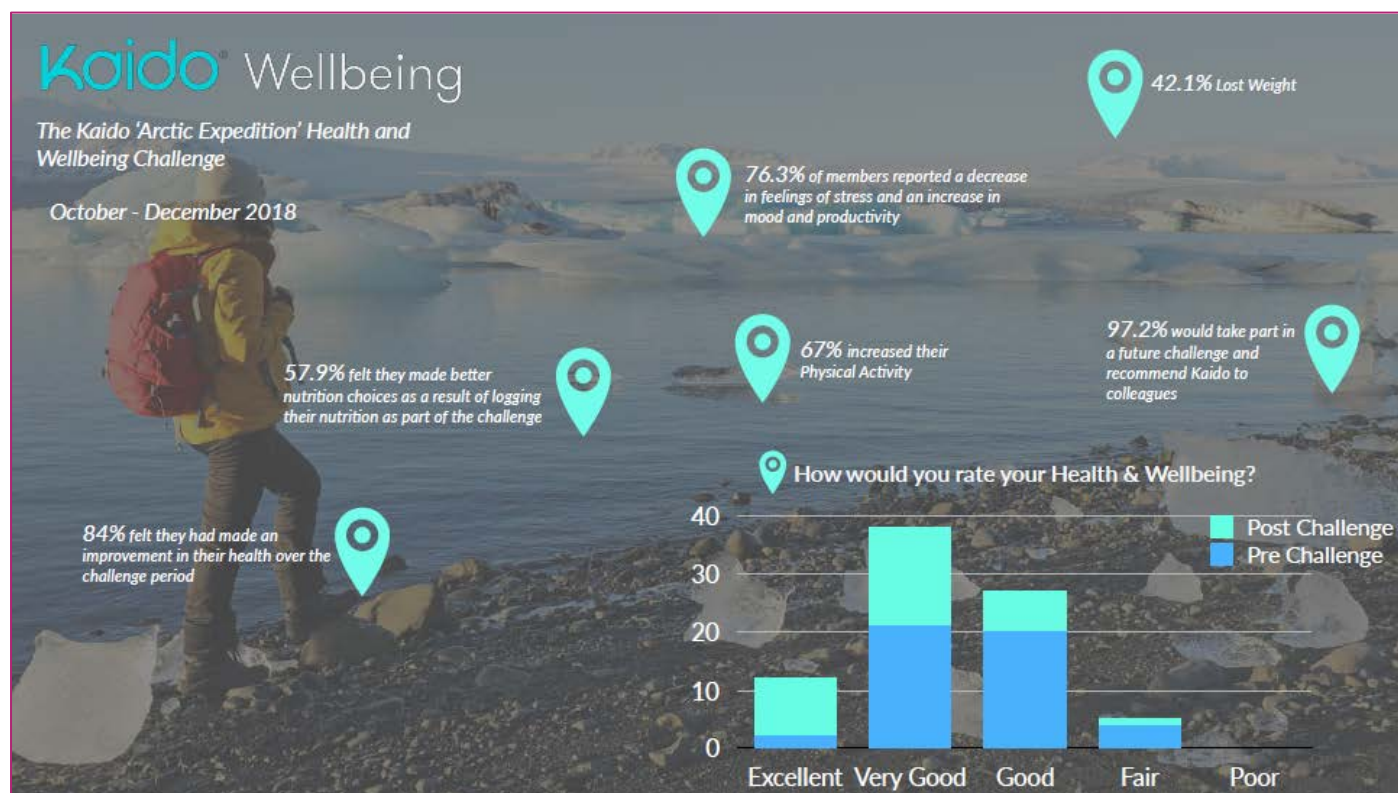 Kaido® Wellbeing
The Kaido ‘Arctic Expedition’ Health and
Wellbeing Challenge
October - December 2018
42.1% Lost Weight
76.3% of members reported a decrease
in feelings of stress and an increase in
mood and productivity
97.2% would take part in
a future challenge and
recommend Kaido to
colleagues
67% increased their
Physical Activity
57.9% felt they made better
nutrition choices as a result of logging
their nutrition as part of the challenge
84% felt they had made an
improvement in their health over the
challenge period
How would you rate your Health & Wellbeing?
Post Challenge
Pre Challenge
40
30
20
10
0
Excellent Very Good Good Fair Poor